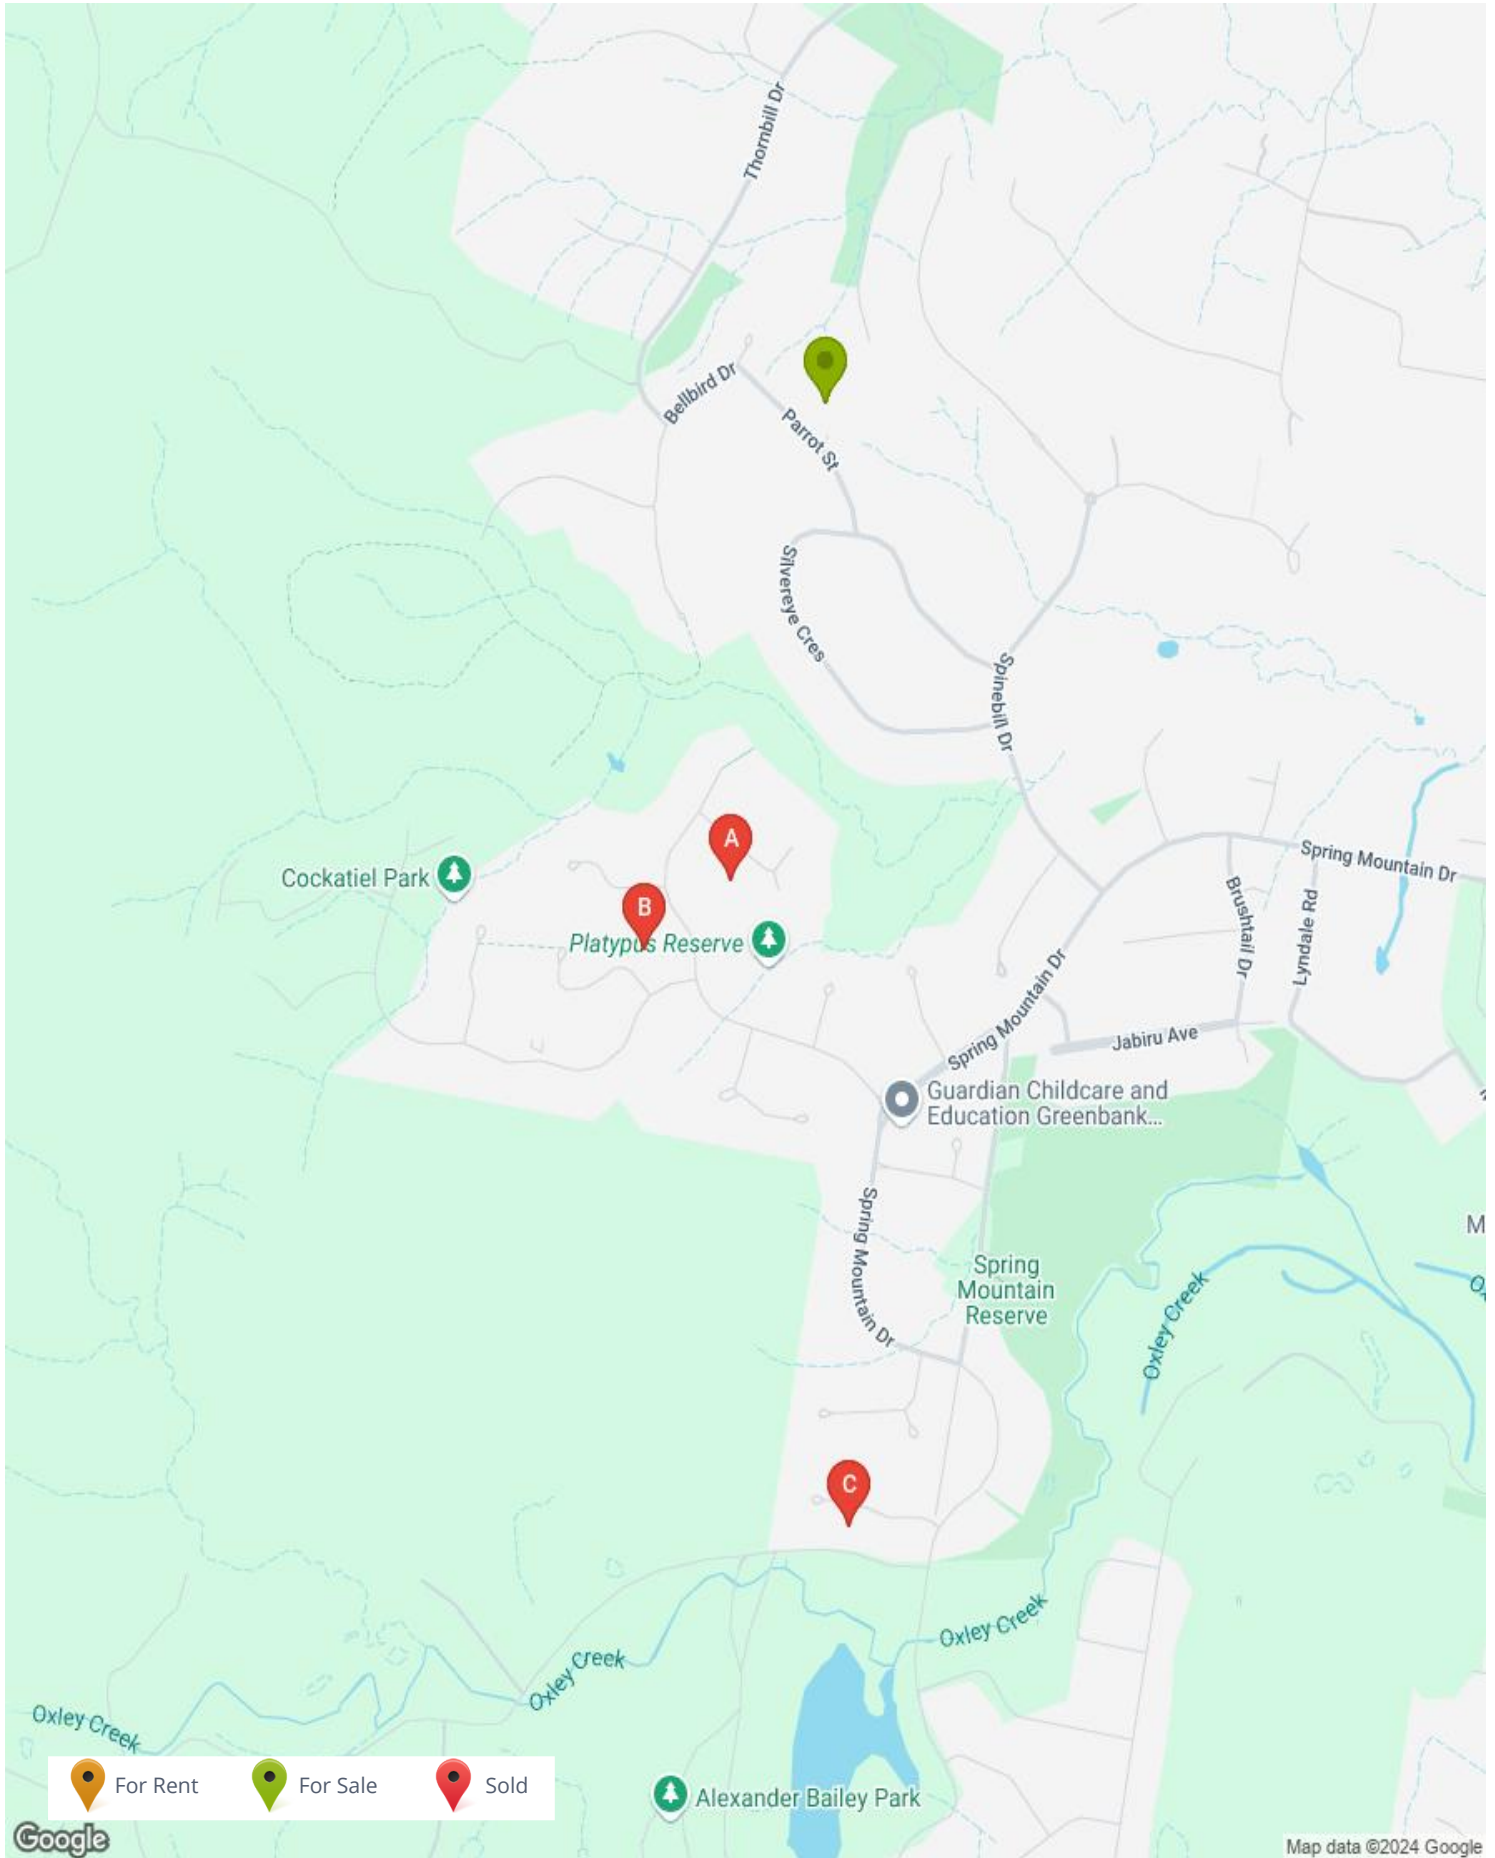 Thornbill Dr
Bellbird Dr
Parrot St
Silvereye Cres
Spinebill Dr
A
Spring Mountain Dr
Cockatiel Park
B
Platypus Reserve
Brushtail Dr
Lyndale Rd
Spring Mountain Dr
Jabiru Ave
Guardian Childcare and
Education Greenbank...
Spring Mountain Dr
M
Spring
Mountain
Reserve
Oxley Creek
C
Oxley Creek
Oxley Creek
Oxley Creek
For Rent
For Sale
Sold
Alexander Bailey Park
Google
Map data ©2024 Google